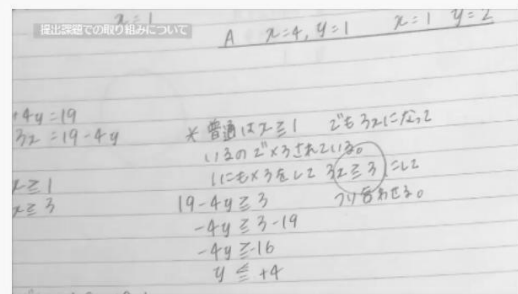 x=1
提出課題での取り組みについて
A x=4, y=1 x=1 y=2
+4y=19
3x=19-4y
x≧1
x≧3
*普通はx≧1 でも3xになって
いるので×3されている。
1にも×3をして 3x≧3にして
つり合わせる。
19-4y≧3
-4y≧3-19
-4y≧-16
y≦+4